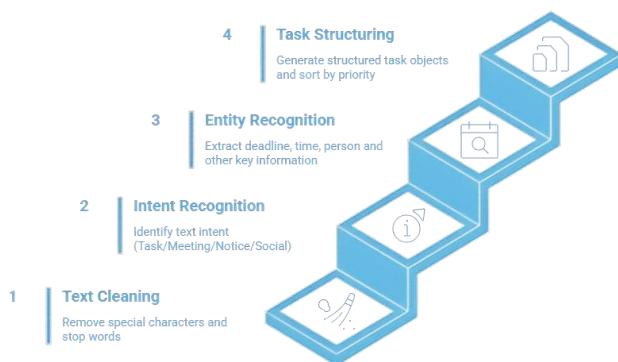 4
Task Structuring
Generate structured task objects
and sort by priority
3
Entity Recognition
Extract deadline, time, person and
other key information
2
Intent Recognition
Identify text intent
(Task/Meeting/Notice/Social)
1
Text Cleaning
Remove special characters and
stop words